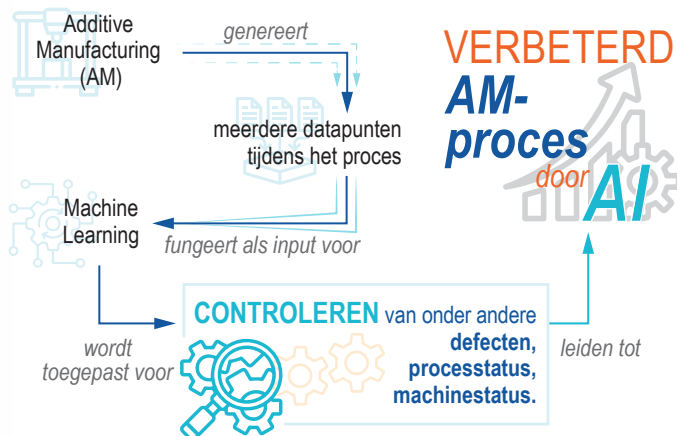 Additive
Manufacturing
(AM)
genereert
meerdere datapunten
tijdens het proces
Machine
Learning
fungeert als input voor
wordt
toegepast voor
CONTROLEREN van onder andere
defecten,
processtatus,
machinestatus.
leiden tot
VERBETERD
AM-
proces
door
AI